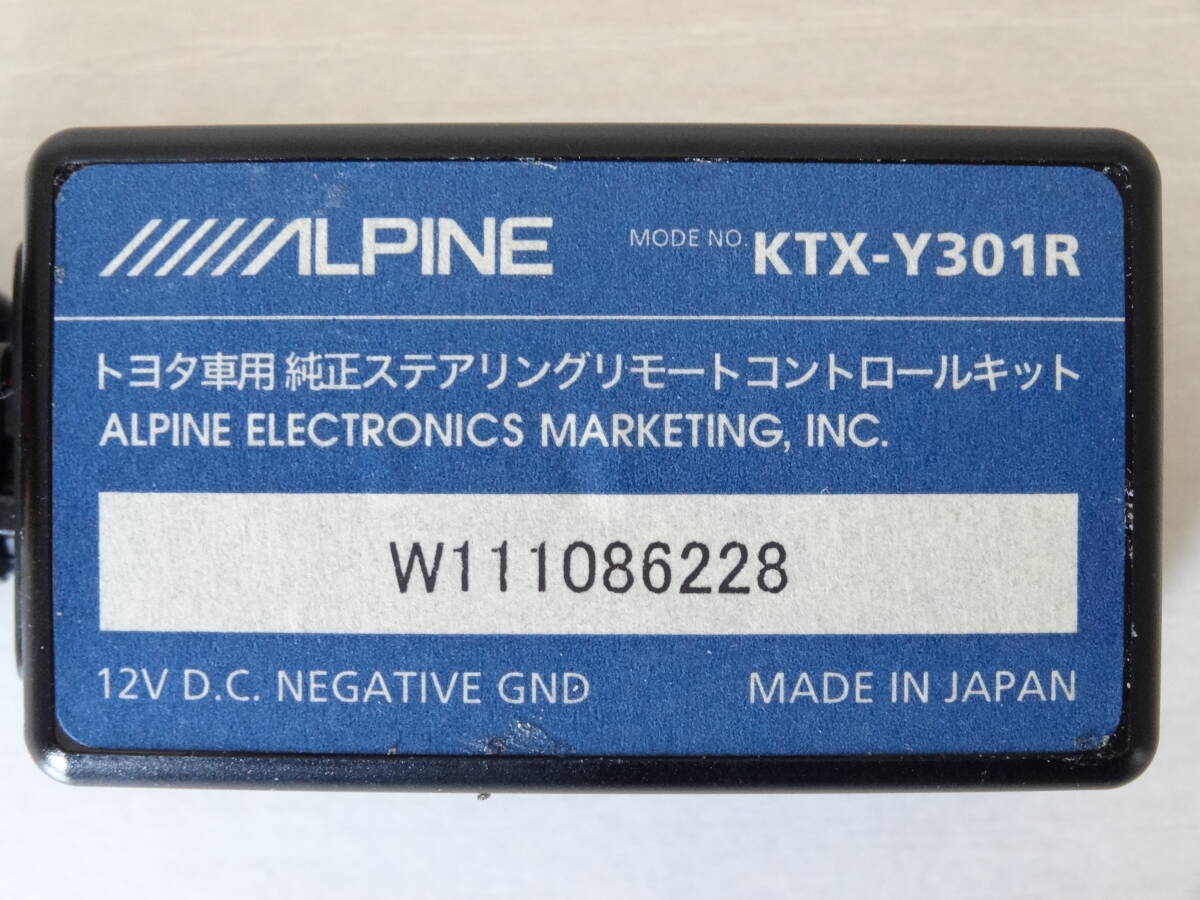 ALPINE
MODE NO. KTX-Y301R
トヨタ車用 純正ステアリングリモートコントロールキット
ALPINE ELECTRONICS MARKETING, INC.
W111086228
12V D.C. NEGATIVE GND
MADE IN JAPAN